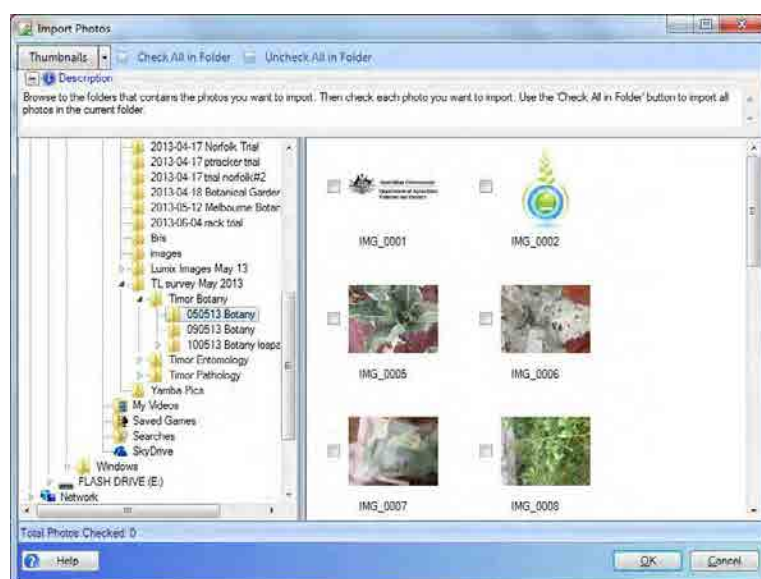 Import Photos
Thumbnails Check All in Folder Uncheck All in Folder
Description
Browse to the folders that contains the photos you want to import. Then check each photo you want to import. Use the 'Check All in Folder' button to import all
photos in the current folder.
2013-04-17 Norfolk Trial
2013-04-17 ptracker trial
2013-04-17 trial norfolk#2
2013-04-18 Botanical Garder
2013-05-12 Melbourne Botar
2013-06-04 rack trial
Bris
images
Lumix Images May 13
TL survey May 2013
Timor Botany
050513 Botany
090513 Botany
100513 Botany
Timor Entomology
Timor Pathology
Yamba Pics
My Videos
Saved Games
Searches
SkyDrive
Windows
FLASH DRIVE (E:)
Network
Australian Government
IMG_0001
IMG_0002
IMG_0005
IMG_0006
IMG_0007
IMG_0008
Total Photos Checked: 0
Help
OK
Cancel